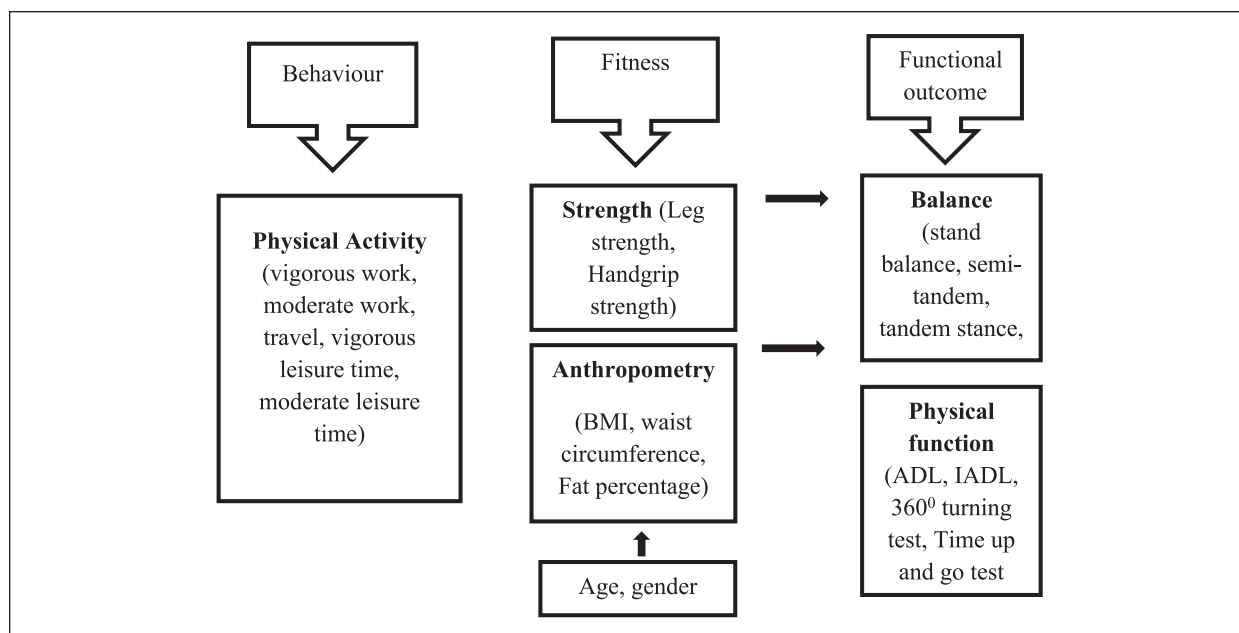 Behaviour
Fitness
Functional
outcome
Physical Activity
(vigorous work,
moderate work,
travel, vigorous
leisure time,
moderate leisure
time)
Strength (Leg
strength,
Handgrip
strength)
Anthropometry
(BMI, waist
circumference,
Fat percentage)
Age, gender
Balance
(stand
balance, semi-
tandem,
tandem stance,
Physical
function
(ADL, IADL,
360⁰ turning
test, Time up
and go test